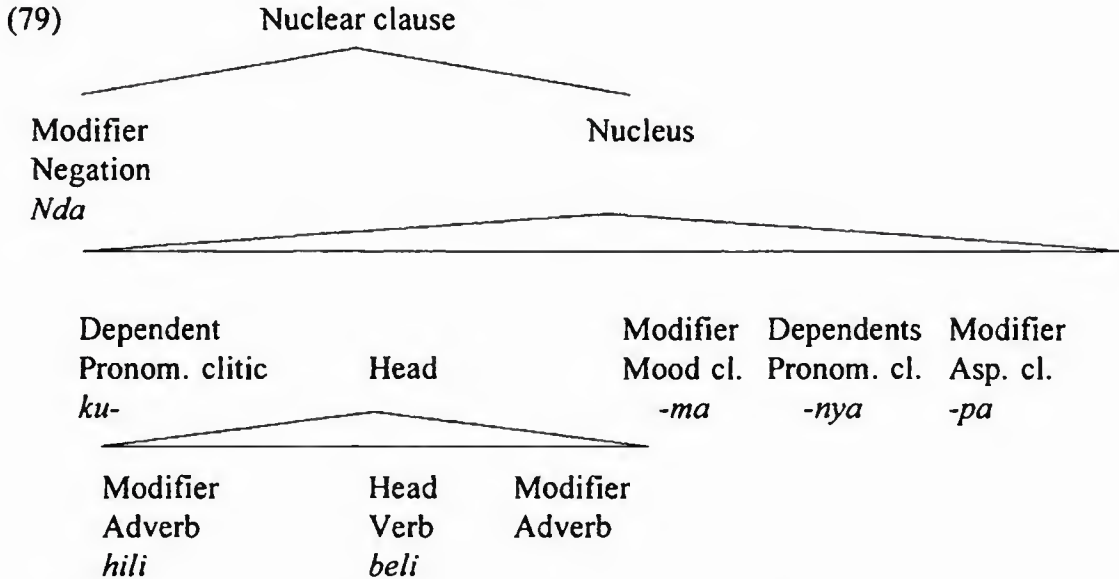 (79) Nuclear clause
Modifier Nucleus
Negation
Nda
Dependent Modifier Dependents Modifier
Pronom. clitic Head Mood cl. Pronom. cl. Asp. cl.
ku- -ma -nya -pa
Modifier Head Modifier
Adverb Verb Adverb
hili beli